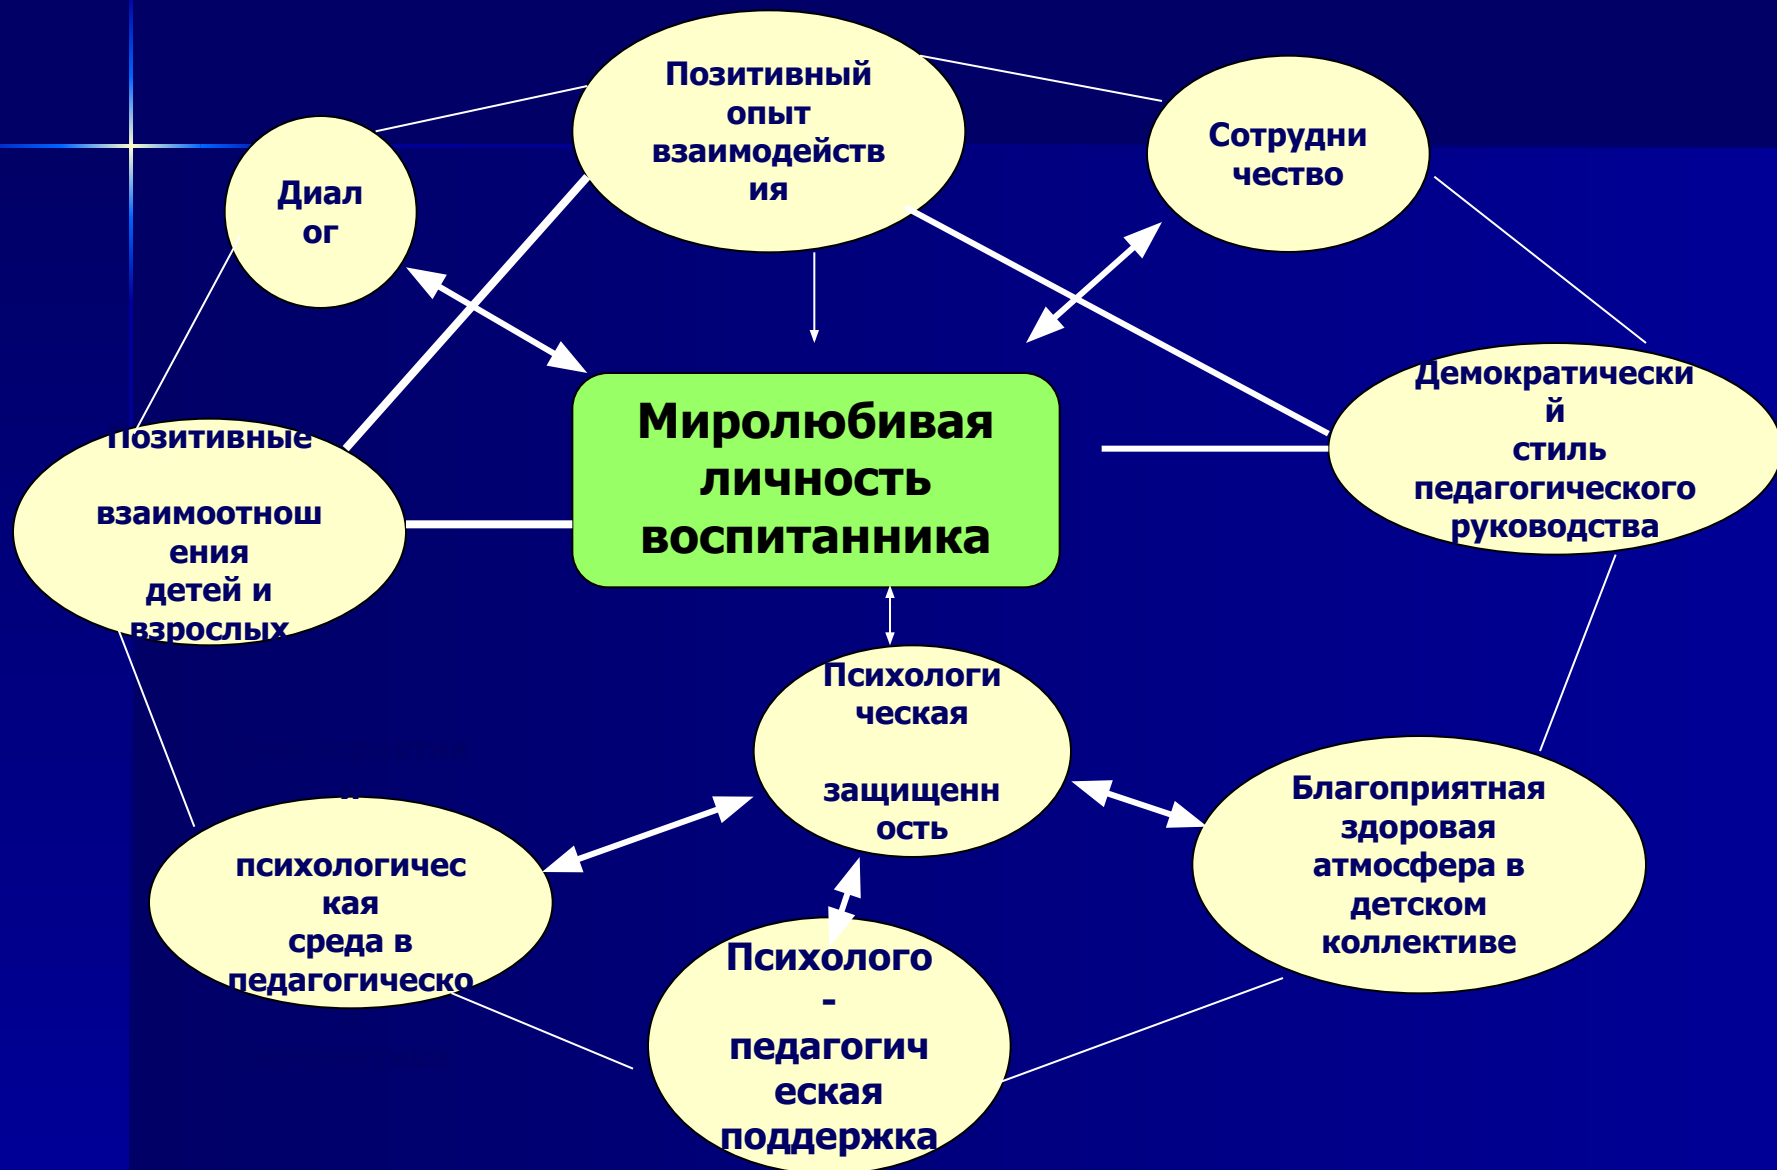 Позитивный
опыт
взаимодейств
ия
Сотрудни
чество
Диал
ог
Миролюбивая
личность
воспитанника
Демократически
й
стиль
педагогического
руководства
Позитивные
взаимоотнош
ения
детей и
взрослых
Психологи
ческая
защищенн
ость
психологичес
кая
среда в
педагогическо
Благоприятная
здоровая
атмосфера в
детском
коллективе
Психолого
-
педагогич
еская
поддержка